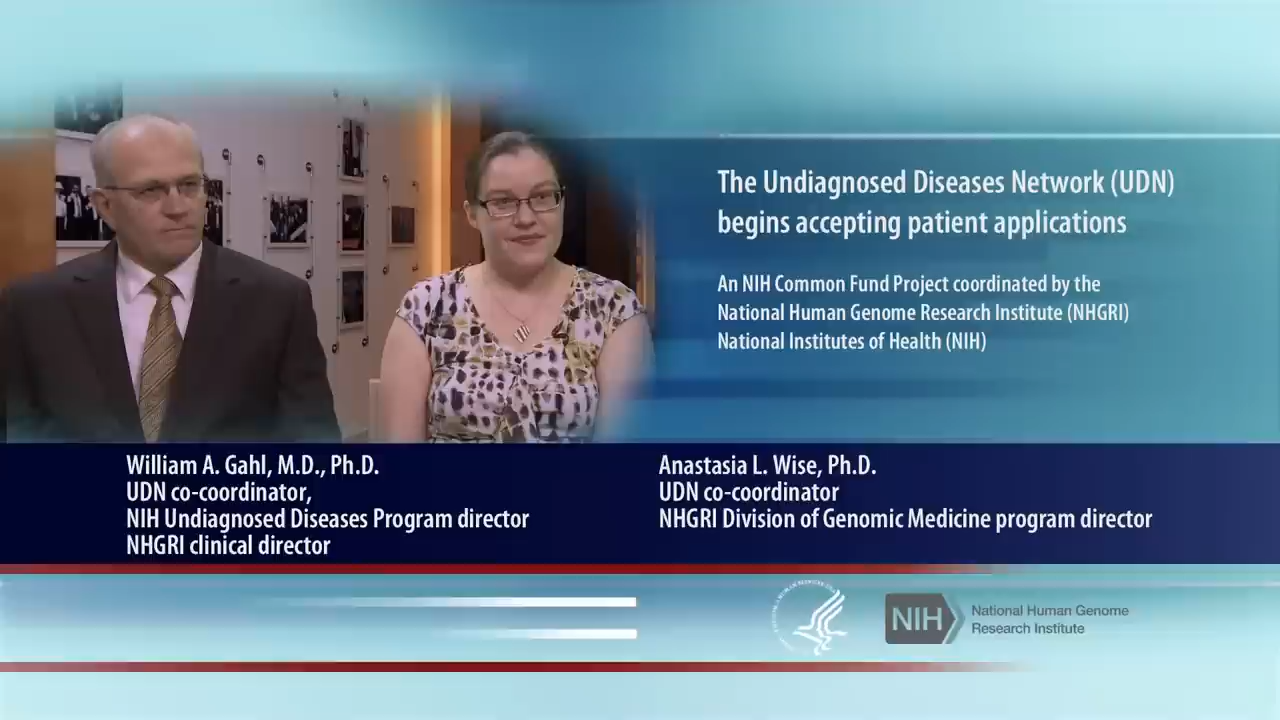 The Undiagnosed Diseases Network (UDN)
begins accepting patient applications
An NIH Common Fund Project coordinated by the
National Human Genome Research Institute (NHGRI)
National Institutes of Health (NIH)
William A. Gahl, M.D., Ph.D.
UDN co-coordinator,
NIH Undiagnosed Diseases Program director
NHGRI clinical director
Anastasia L. Wise, Ph.D.
UDN co-coordinator
NHGRI Division of Genomic Medicine program director
NIH
National Human Genome
Research Institute